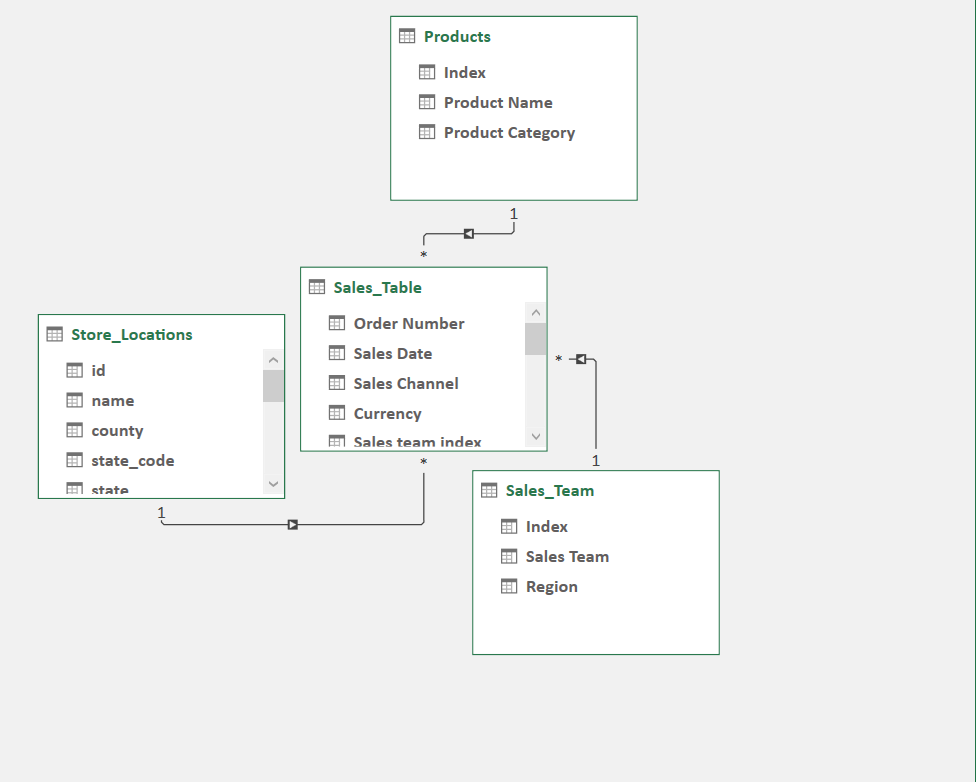 Products
Index
Product Name
Product Category
1
*
Sales_Table
Order Number
Sales Date
Sales Channel
Currency
Sales team index
*
*
1
Store_Locations
id
name
county
state_code
state
1
Sales_Team
Index
Sales Team
Region